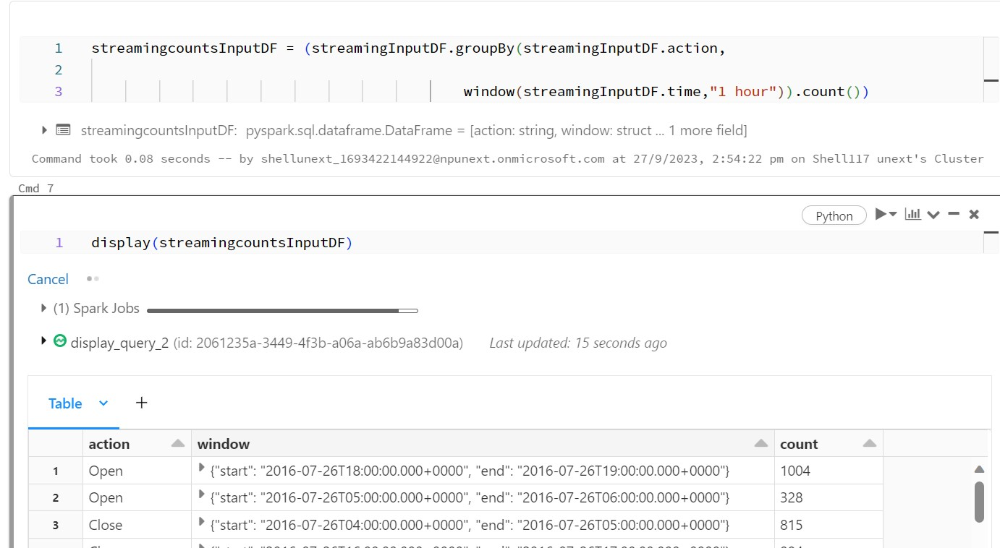 1 streamingcountsInputDF = (streamingInputDF.groupBy(streamingInputDF.action,
2
3 window(streamingInputDF.time,"1 hour")).count())
streamingcountsInputDF: pyspark.sql.dataframe.DataFrame = [action: string, window: struct ... 1 more field]
Command took 0.08 seconds -- by shellunext_1693422144922@npunext.onmicrosoft.com at 27/9/2023, 2:54:22 pm on Shell117 unext's Cluster
Cmd 7
Python
1 display(streamingcountsInputDF)
Cancel
(1) Spark Jobs
display_query_2 (id: 2061235a-3449-4f3b-a06a-ab6b9a83d00a) Last updated: 15 seconds ago
Table +
action window count
1 Open {"start": "2016-07-26T18:00:00.000+0000", "end": "2016-07-26T19:00:00.000+0000"} 1004
2 Open {"start": "2016-07-26T05:00:00.000+0000", "end": "2016-07-26T06:00:00.000+0000"} 328
3 Close {"start": "2016-07-26T04:00:00.000+0000", "end": "2016-07-26T05:00:00.000+0000"} 815